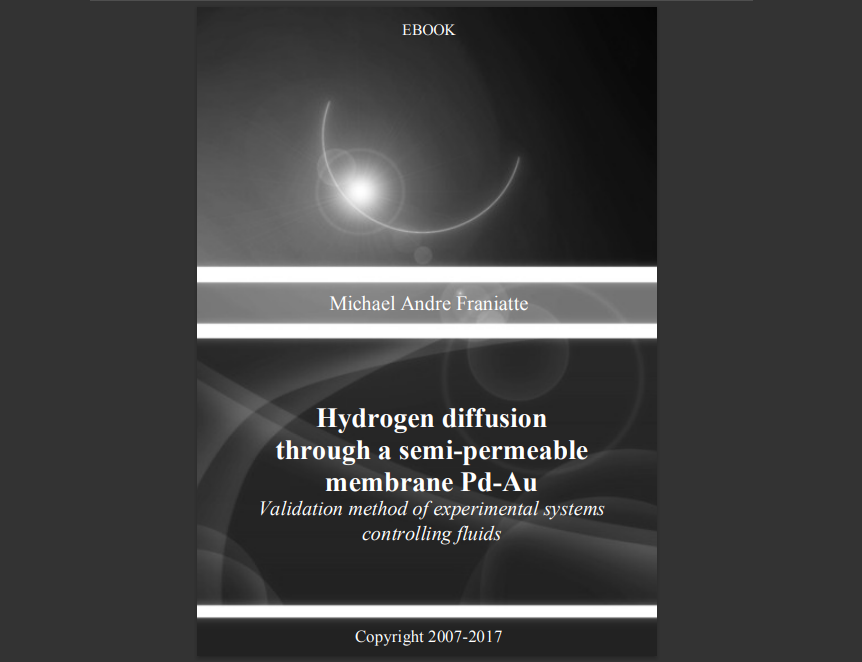 EBOOK
Michael Andre Franiatte
Hydrogen diffusion
through a semi-permeable
membrane Pd-Au
Validation method of experimental systems
controlling fluids
Copyright 2007-2017